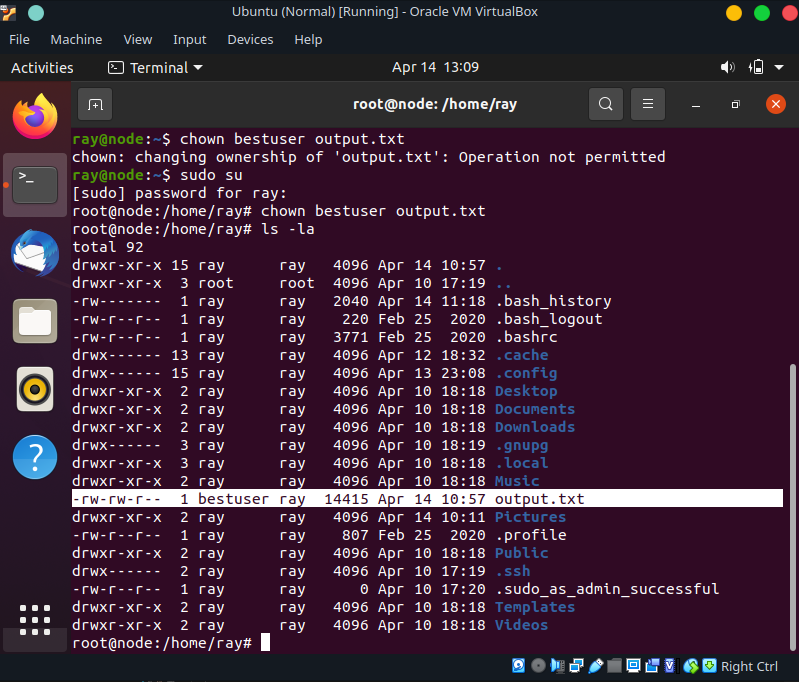 Ubuntu (Normal) [Running] - Oracle VM VirtualBox
File Machine View Input Devices Help
Activities Terminal Apr 14 13:09
root@node: /home/ray
ray@node:~$ chown bestuser output.txt
chown: changing ownership of 'output.txt': Operation not permitted
ray@node:~$ sudo su
[sudo] password for ray:
root@node:/home/ray# chown bestuser output.txt
root@node:/home/ray# ls -la
total 92
drwxr-xr-x 15 ray      ray   4096 Apr 14 10:57 .
drwxr-xr-x  3 root     root  4096 Apr 10 17:19 ..
-rw-------  1 ray      ray   2040 Apr 14 11:18 .bash_history
-rw-r--r--  1 ray      ray    220 Feb 25  2020 .bash_logout
-rw-r--r--  1 ray      ray   3771 Feb 25  2020 .bashrc
drwx------ 13 ray      ray   4096 Apr 12 18:32 .cache
drwx------ 15 ray      ray   4096 Apr 13 23:08 .config
drwxr-xr-x  2 ray      ray   4096 Apr 10 18:18 Desktop
drwxr-xr-x  2 ray      ray   4096 Apr 10 18:18 Documents
drwxr-xr-x  2 ray      ray   4096 Apr 10 18:18 Downloads
drwx------  3 ray      ray   4096 Apr 10 18:19 .gnupg
drwxr-xr-x  3 ray      ray   4096 Apr 10 18:18 .local
drwxr-xr-x  2 ray      ray   4096 Apr 10 18:18 Music
-rw-rw-r--  1 bestuser ray  14415 Apr 14 10:57 output.txt
drwxr-xr-x  2 ray      ray   4096 Apr 14 10:11 Pictures
-rw-r--r--  1 ray      ray    807 Feb 25  2020 .profile
drwxr-xr-x  2 ray      ray   4096 Apr 10 18:18 Public
drwx------  2 ray      ray   4096 Apr 10 17:19 .ssh
-rw-r--r--  1 ray      ray      0 Apr 10 17:20 .sudo_as_admin_successful
drwxr-xr-x  2 ray      ray   4096 Apr 10 18:18 Templates
drwxr-xr-x  2 ray      ray   4096 Apr 10 18:18 Videos
root@node:/home/ray#
Right Ctrl